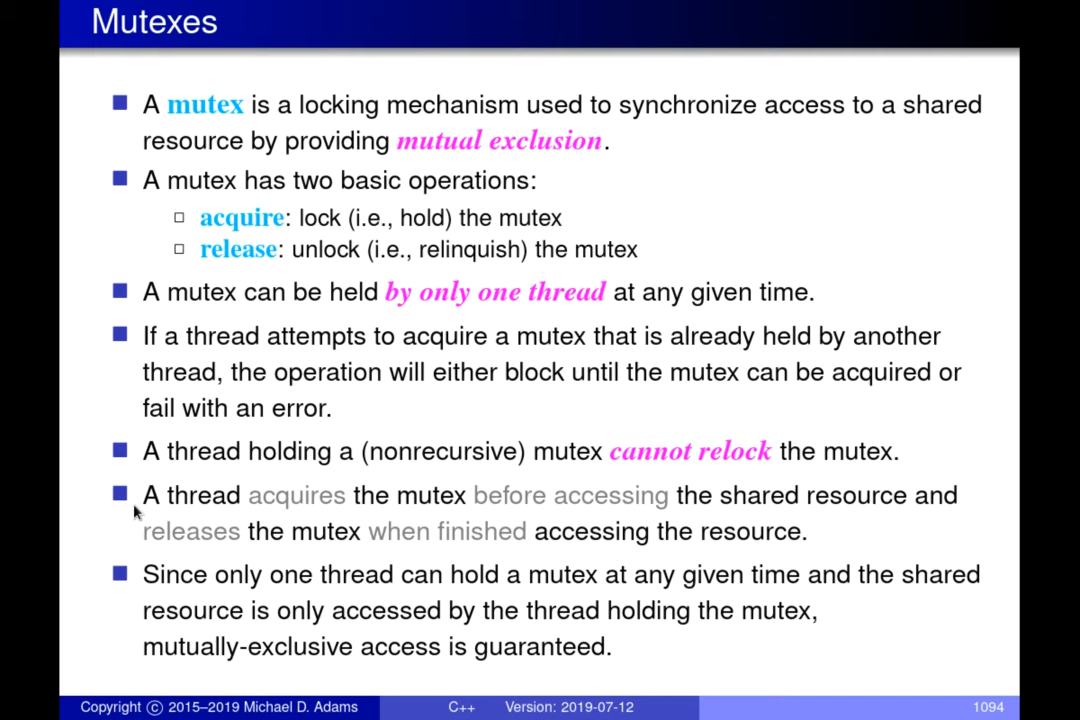 Mutexes
A mutex is a locking mechanism used to synchronize access to a shared
resource by providing mutual exclusion.
A mutex has two basic operations:
acquire: lock (i.e., hold) the mutex
release: unlock (i.e., relinquish) the mutex
A mutex can be held by only one thread at any given time.
If a thread attempts to acquire a mutex that is already held by another
thread, the operation will either block until the mutex can be acquired or
fail with an error.
A thread holding a (nonrecursive) mutex cannot relock the mutex.
A thread acquires the mutex before accessing the shared resource and
releases the mutex when finished accessing the resource.
Since only one thread can hold a mutex at any given time and the shared
resource is only accessed by the thread holding the mutex,
mutually-exclusive access is guaranteed.
Copyright © 2015–2019 Michael D. Adams C++ Version: 2019-07-12 1094